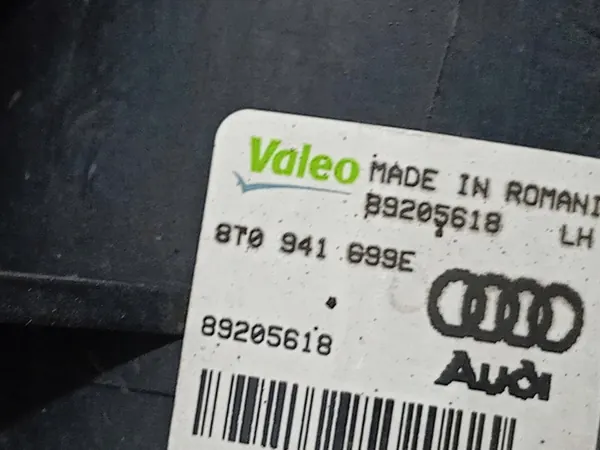 Valeo MADE IN ROMANI
89205618 LH
8T0 941 699E
89205618
Audi